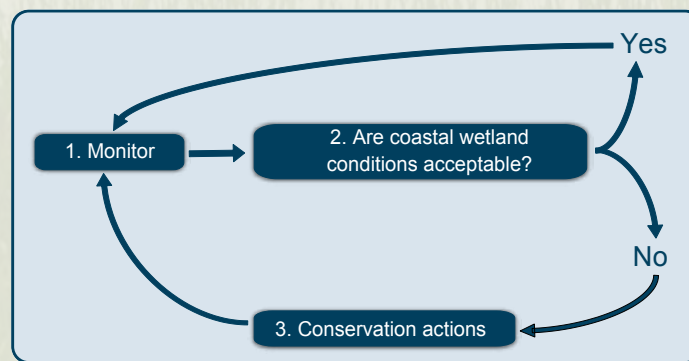 Yes
1. Monitor
2. Are coastal wetland
conditions acceptable?
No
3. Conservation actions